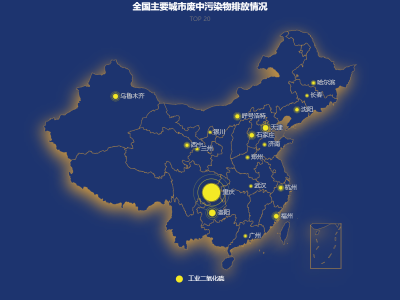 全国主要城市废中污染物排放情况
TOP 20
哈尔滨
长春
沈阳
乌鲁木齐
呼和浩特
天津
银川
石家庄
济南
西宁
兰州
郑州
重庆
武汉
杭州
贵阳
福州
广州
工业二氧化硫